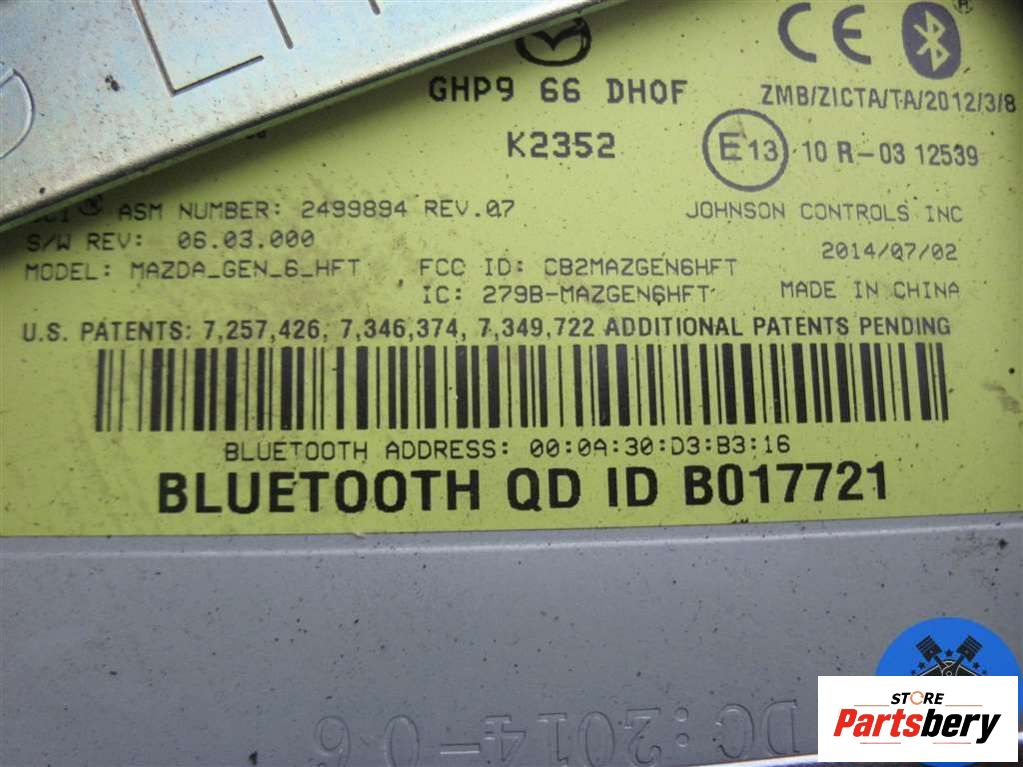 GHP9 66 DH0F
ZMB/ZICTA/TA/2012/3/8
K2352
E13 10 R-03 12539
ASM NUMBER: 2499894 REV.07
JOHNSON CONTROLS INC
S/W REV: 06.03.000
2014/07/02
MODEL: MAZDA_GEN_6_HFT FCC ID: CB2MAZGEN6HFT
IC: 279B-MAZGEN6HFT MADE IN CHINA
U.S. PATENTS: 7,257,426, 7,346,374, 7,349,722 ADDITIONAL PATENTS PENDING
BLUETOOTH ADDRESS: 00:0A:30:D3:B3:16
BLUETOOTH QD ID B017721
DC:2014-06
STORE
Partsbery